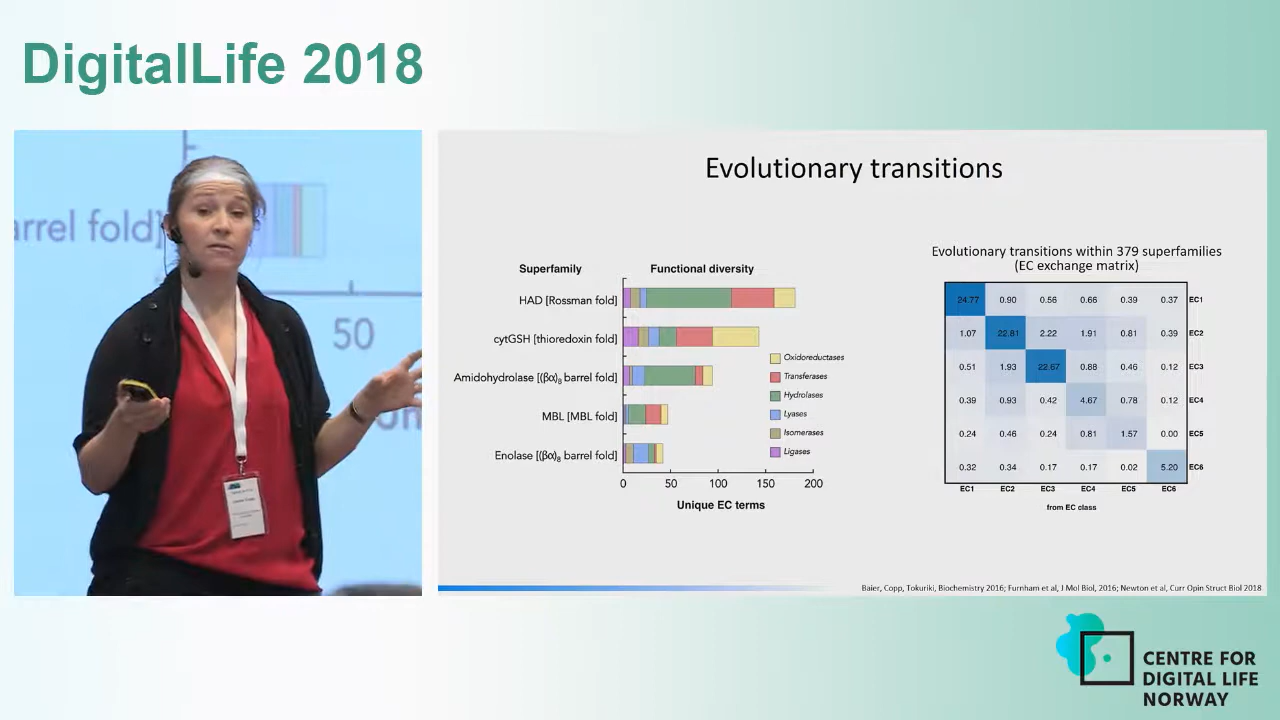 DigitalLife 2018
arrel fold]
50
Evolutionary transitions
Superfamily
Functional diversity
HAD [Rossman fold]
cytGSH [thioredoxin fold]
Amidohydrolase [(βα)8 barrel fold]
MBL [MBL fold]
Enolase [(βα)8 barrel fold]
0 50 100 150 200
Unique EC terms
Oxidoreductases
Transferases
Hydrolases
Lyases
Isomerases
Ligases
Evolutionary transitions within 379 superfamilies
(EC exchange matrix)
24.77 0.90 0.56 0.66 0.39 0.37 EC1
1.07 22.81 2.22 1.91 0.81 0.39 EC2
0.51 1.93 22.67 0.88 0.46 0.12 EC3
0.39 0.93 0.42 4.67 0.78 0.12 EC4
0.24 0.46 0.24 0.81 1.57 0.00 EC5
0.32 0.34 0.17 0.17 0.02 5.20 EC6
EC1 EC2 EC3 EC4 EC5 EC6
from EC class
Baier, Copp, Tokuriki, Biochemistry 2016; Furnham et al, J Mol Biol, 2016; Newton et al, Curr Opin Struct Biol 2018
CENTRE FOR
DIGITAL LIFE
NORWAY